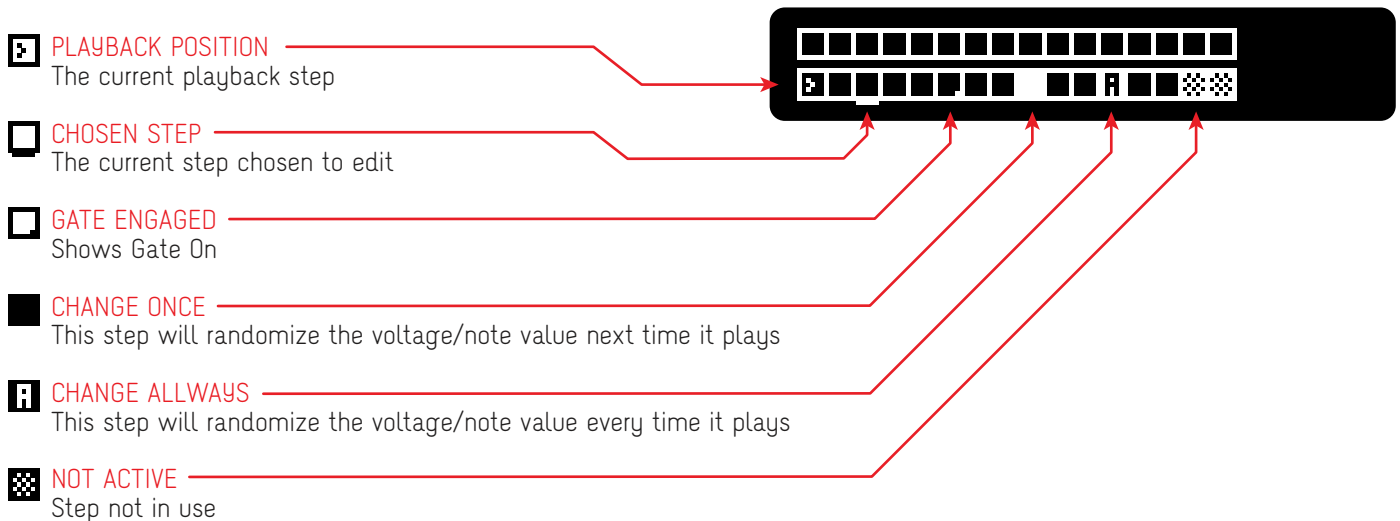 PLAYBACK POSITION
The current playback step
CHOSEN STEP
The current step chosen to edit
GATE ENGAGED
Shows Gate On
CHANGE ONCE
This step will randomize the voltage/note value next time it plays
A
CHANGE ALLWAYS
This step will randomize the voltage/note value every time it plays
NOT ACTIVE
Step not in use
A